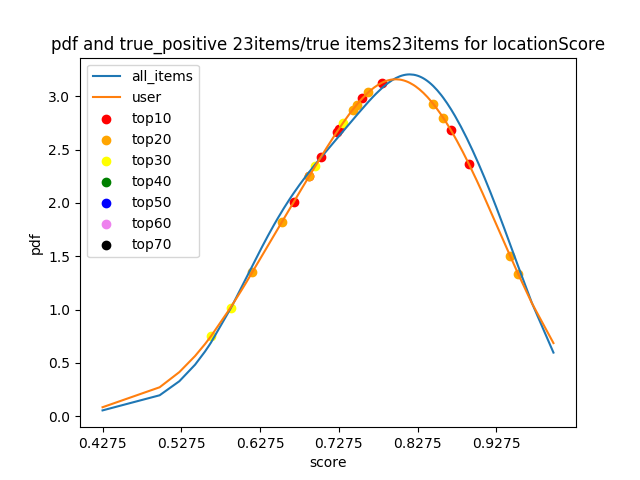 pdf and true_positive 23items/true items23items for locationScore
all_items
user
top10
top20
top30
top40
top50
top60
top70
pdf
3.0
2.5
2.0
1.5
1.0
0.5
0.0
0.4275 0.5275 0.6275 0.7275 0.8275 0.9275
score